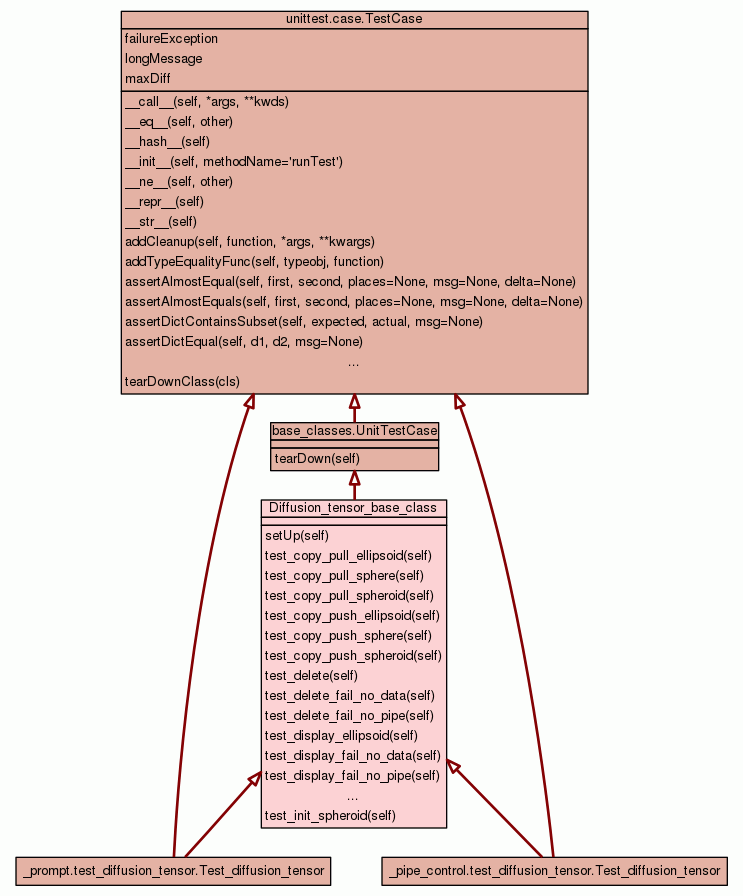 unittest.case.TestCase
failureException
longMessage
maxDiff
__call__(self, *args, **kwds)
__eq__(self, other)
__hash__(self)
__init__(self, methodName='runTest')
__ne__(self, other)
__repr__(self)
__str__(self)
addCleanup(self, function, *args, **kwargs)
addTypeEqualityFunc(self, typeobj, function)
assertAlmostEqual(self, first, second, places=None, msg=None, delta=None)
assertAlmostEquals(self, first, second, places=None, msg=None, delta=None)
assertDictContainsSubset(self, expected, actual, msg=None)
assertDictEqual(self, d1, d2, msg=None)
...
tearDownClass(cls)
base_classes.UnitTestCase
tearDown(self)
Diffusion_tensor_base_class
setUp(self)
test_copy_pull_ellipsoid(self)
test_copy_pull_sphere(self)
test_copy_pull_spheroid(self)
test_copy_push_ellipsoid(self)
test_copy_push_sphere(self)
test_copy_push_spheroid(self)
test_delete(self)
test_delete_fail_no_data(self)
test_delete_fail_no_pipe(self)
test_display_ellipsoid(self)
test_display_fail_no_data(self)
test_display_fail_no_pipe(self)
...
test_init_spheroid(self)
_prompt.test_diffusion_tensor.Test_diffusion_tensor
_pipe_control.test_diffusion_tensor.Test_diffusion_tensor